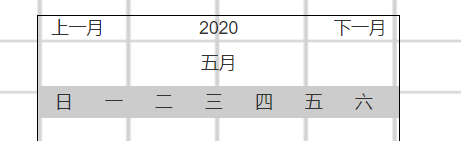 上一月 2020 下一月
五月
日 一 二 三 四 五 六